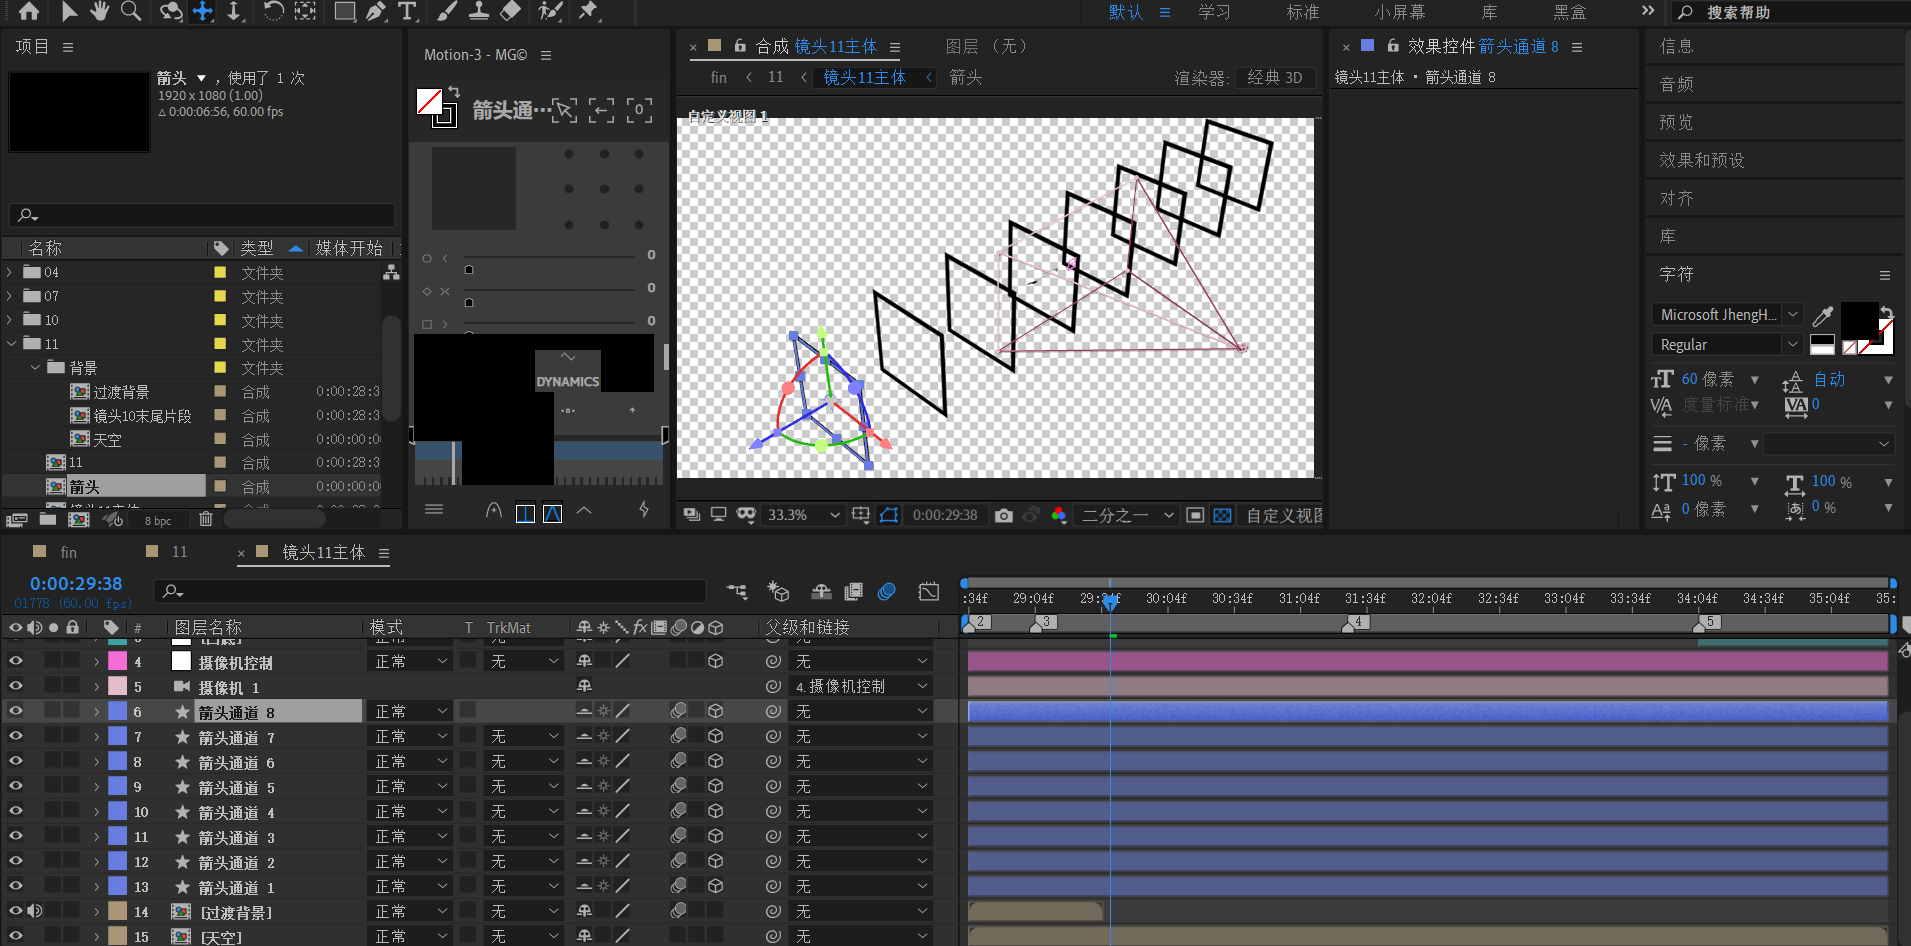 默认
学习
标准
小屏幕
库
黑盒
搜索帮助
项目
箭头 ，使用了 1 次
1920 x 1080 (1.00)
Δ 0:00:06:56, 60.00 fps
名称
类型
媒体开始
04 文件夹
07 文件夹
10 文件夹
11 文件夹
背景 文件夹
过渡背景 合成 0:00:28:3
镜头10末尾片段 合成 0:00:28:3
天空 合成 0:00:00:0
11 合成 0:00:28:3
箭头 合成 0:00:00:0
8 bpc
Motion-3 - MG©
箭头通…
0
0
0
0
DYNAMICS
合成 镜头11主体
图层 （无）
fin
11
镜头11主体
箭头
渲染器:
经典 3D
自定义视图 1
33.3%
0:00:29:38
二分之一
自定义视图
效果控件 箭头通道 8
镜头11主体 • 箭头通道 8
信息
音频
预览
效果和预设
对齐
库
字符
Microsoft JhengH...
Regular
60 像素
自动
度量标准
0
- 像素
100 %
100 %
0 像素
0 %
fin
11
镜头11主体
0:00:29:38
01778 (60.00 fps)
:34f 29:04f 29:34f 30:04f 30:34f 31:04f 31:34f 32:04f 32:34f 33:04f 33:34f 34:04f 34:34f 35:04f 35:34f 35:
2 3 4 5
# 图层名称 模式 T TrkMat 父级和链接
4 摄像机控制 正常 无 无
5 摄像机 1 4. 摄像机控制
6 箭头通道 8 正常 无
7 箭头通道 7 正常 无 无
8 箭头通道 6 正常 无 无
9 箭头通道 5 正常 无 无
10 箭头通道 4 正常 无 无
11 箭头通道 3 正常 无 无
12 箭头通道 2 正常 无 无
13 箭头通道 1 正常 无 无
14 [过渡背景] 正常 无 无
15 [天空] 正常 无 无